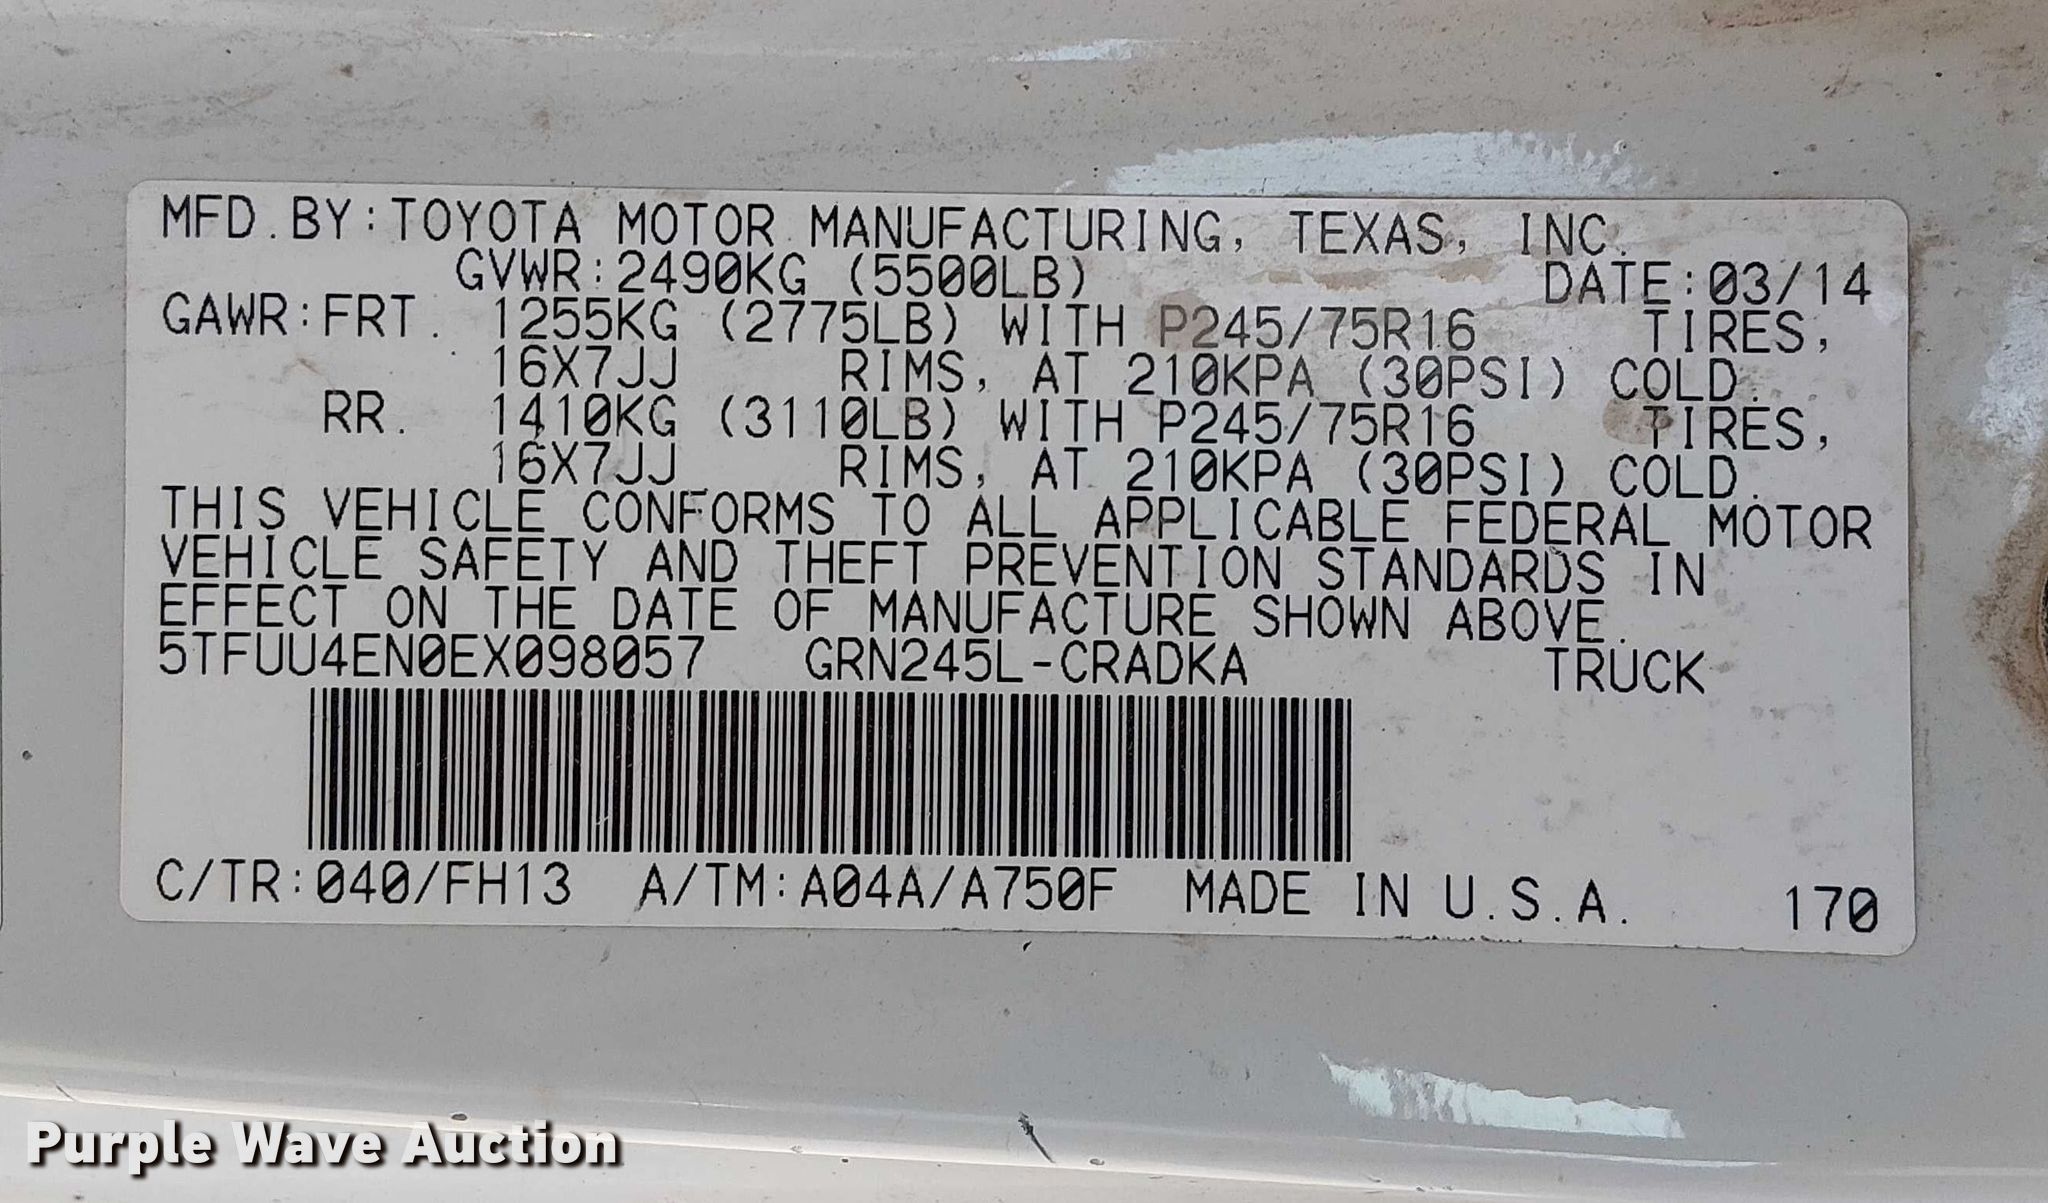 MFD.BY:TOYOTA MOTOR MANUFACTURING, TEXAS, INC.
GVWR:2490KG (5500LB) DATE:03/14
GAWR:FRT. 1255KG (2775LB) WITH P245/75R16 TIRES,
16X7JJ RIMS, AT 210KPA (30PSI) COLD.
RR. 1410KG (3110LB) WITH P245/75R16 TIRES,
16X7JJ RIMS, AT 210KPA (30PSI) COLD.
THIS VEHICLE CONFORMS TO ALL APPLICABLE FEDERAL MOTOR
VEHICLE SAFETY AND THEFT PREVENTION STANDARDS IN
EFFECT ON THE DATE OF MANUFACTURE SHOWN ABOVE.
5TFUU4EN0EX098057 GRN245L-CRADKA TRUCK
C/TR:040/FH13 A/TM:A04A/A750F MADE IN U.S.A. 170
Purple Wave Auction